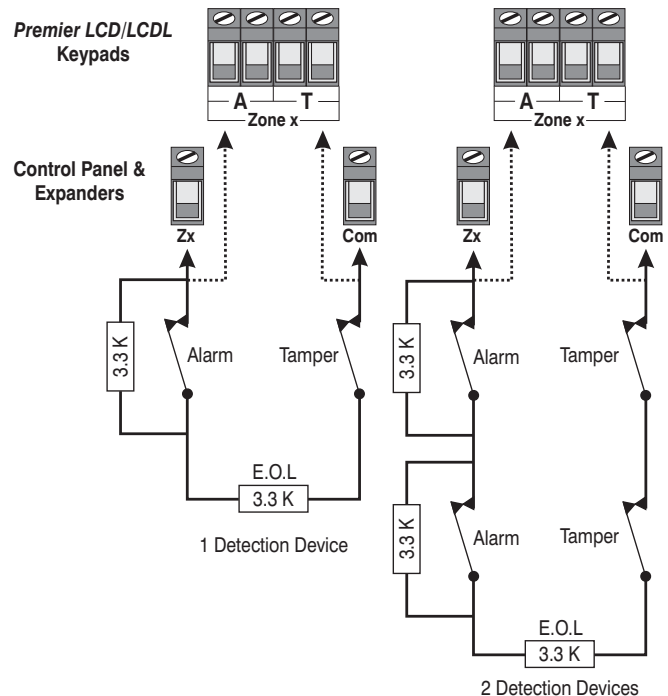 Premier LCD/LCDL
Keypads
A T
Zone x
A T
Zone x
Control Panel &
Expanders
Zx
Com
Zx
Com
3.3 K
Alarm
Tamper
3.3 K
Alarm
Tamper
E.O.L
3.3 K
1 Detection Device
3.3 K
Alarm
Tamper
E.O.L
3.3 K
2 Detection Devices